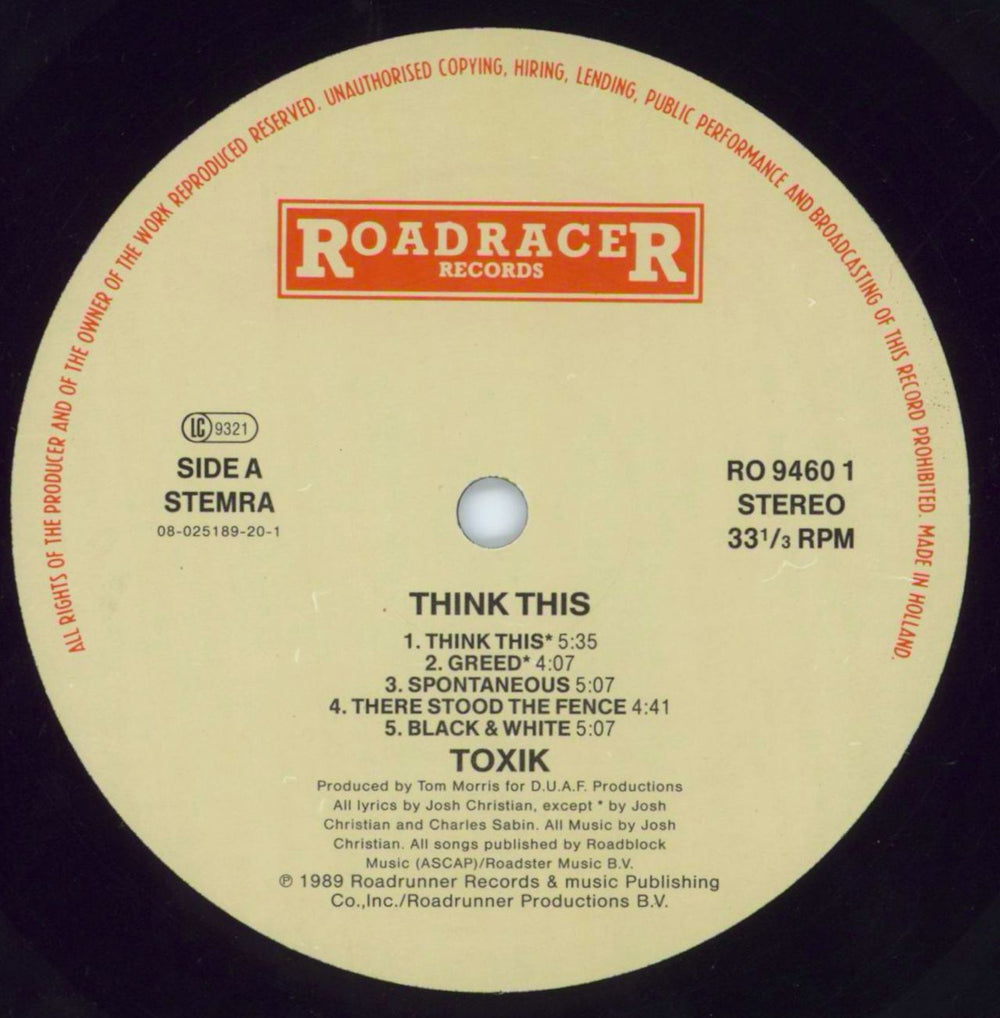 ALL RIGHTS OF THE PRODUCER AND OF THE OWNER OF THE WORK REPRODUCED RESERVED. UNAUTHORISED COPYING, HIRING, LENDING, PUBLIC PERFORMANCE AND BROADCASTING OF THIS RECORD PROHIBITED. MADE IN HOLLAND.
ROADRACER
RECORDS
LC 9321
SIDE A
STEMRA
08-025189-20-1
RO 9460 1
STEREO
33 1/3 RPM
THINK THIS
1. THINK THIS* 5:35
2. GREED* 4:07
3. SPONTANEOUS 5:07
4. THERE STOOD THE FENCE 4:41
5. BLACK & WHITE 5:07
TOXIK
Produced by Tom Morris for D.U.A.F. Productions
All lyrics by Josh Christian, except * by Josh
Christian and Charles Sabin. All Music by Josh
Christian. All songs published by Roadblock
Music (ASCAP)/Roadster Music B.V.
℗ 1989 Roadrunner Records & music Publishing
Co.,Inc./Roadrunner Productions B.V.